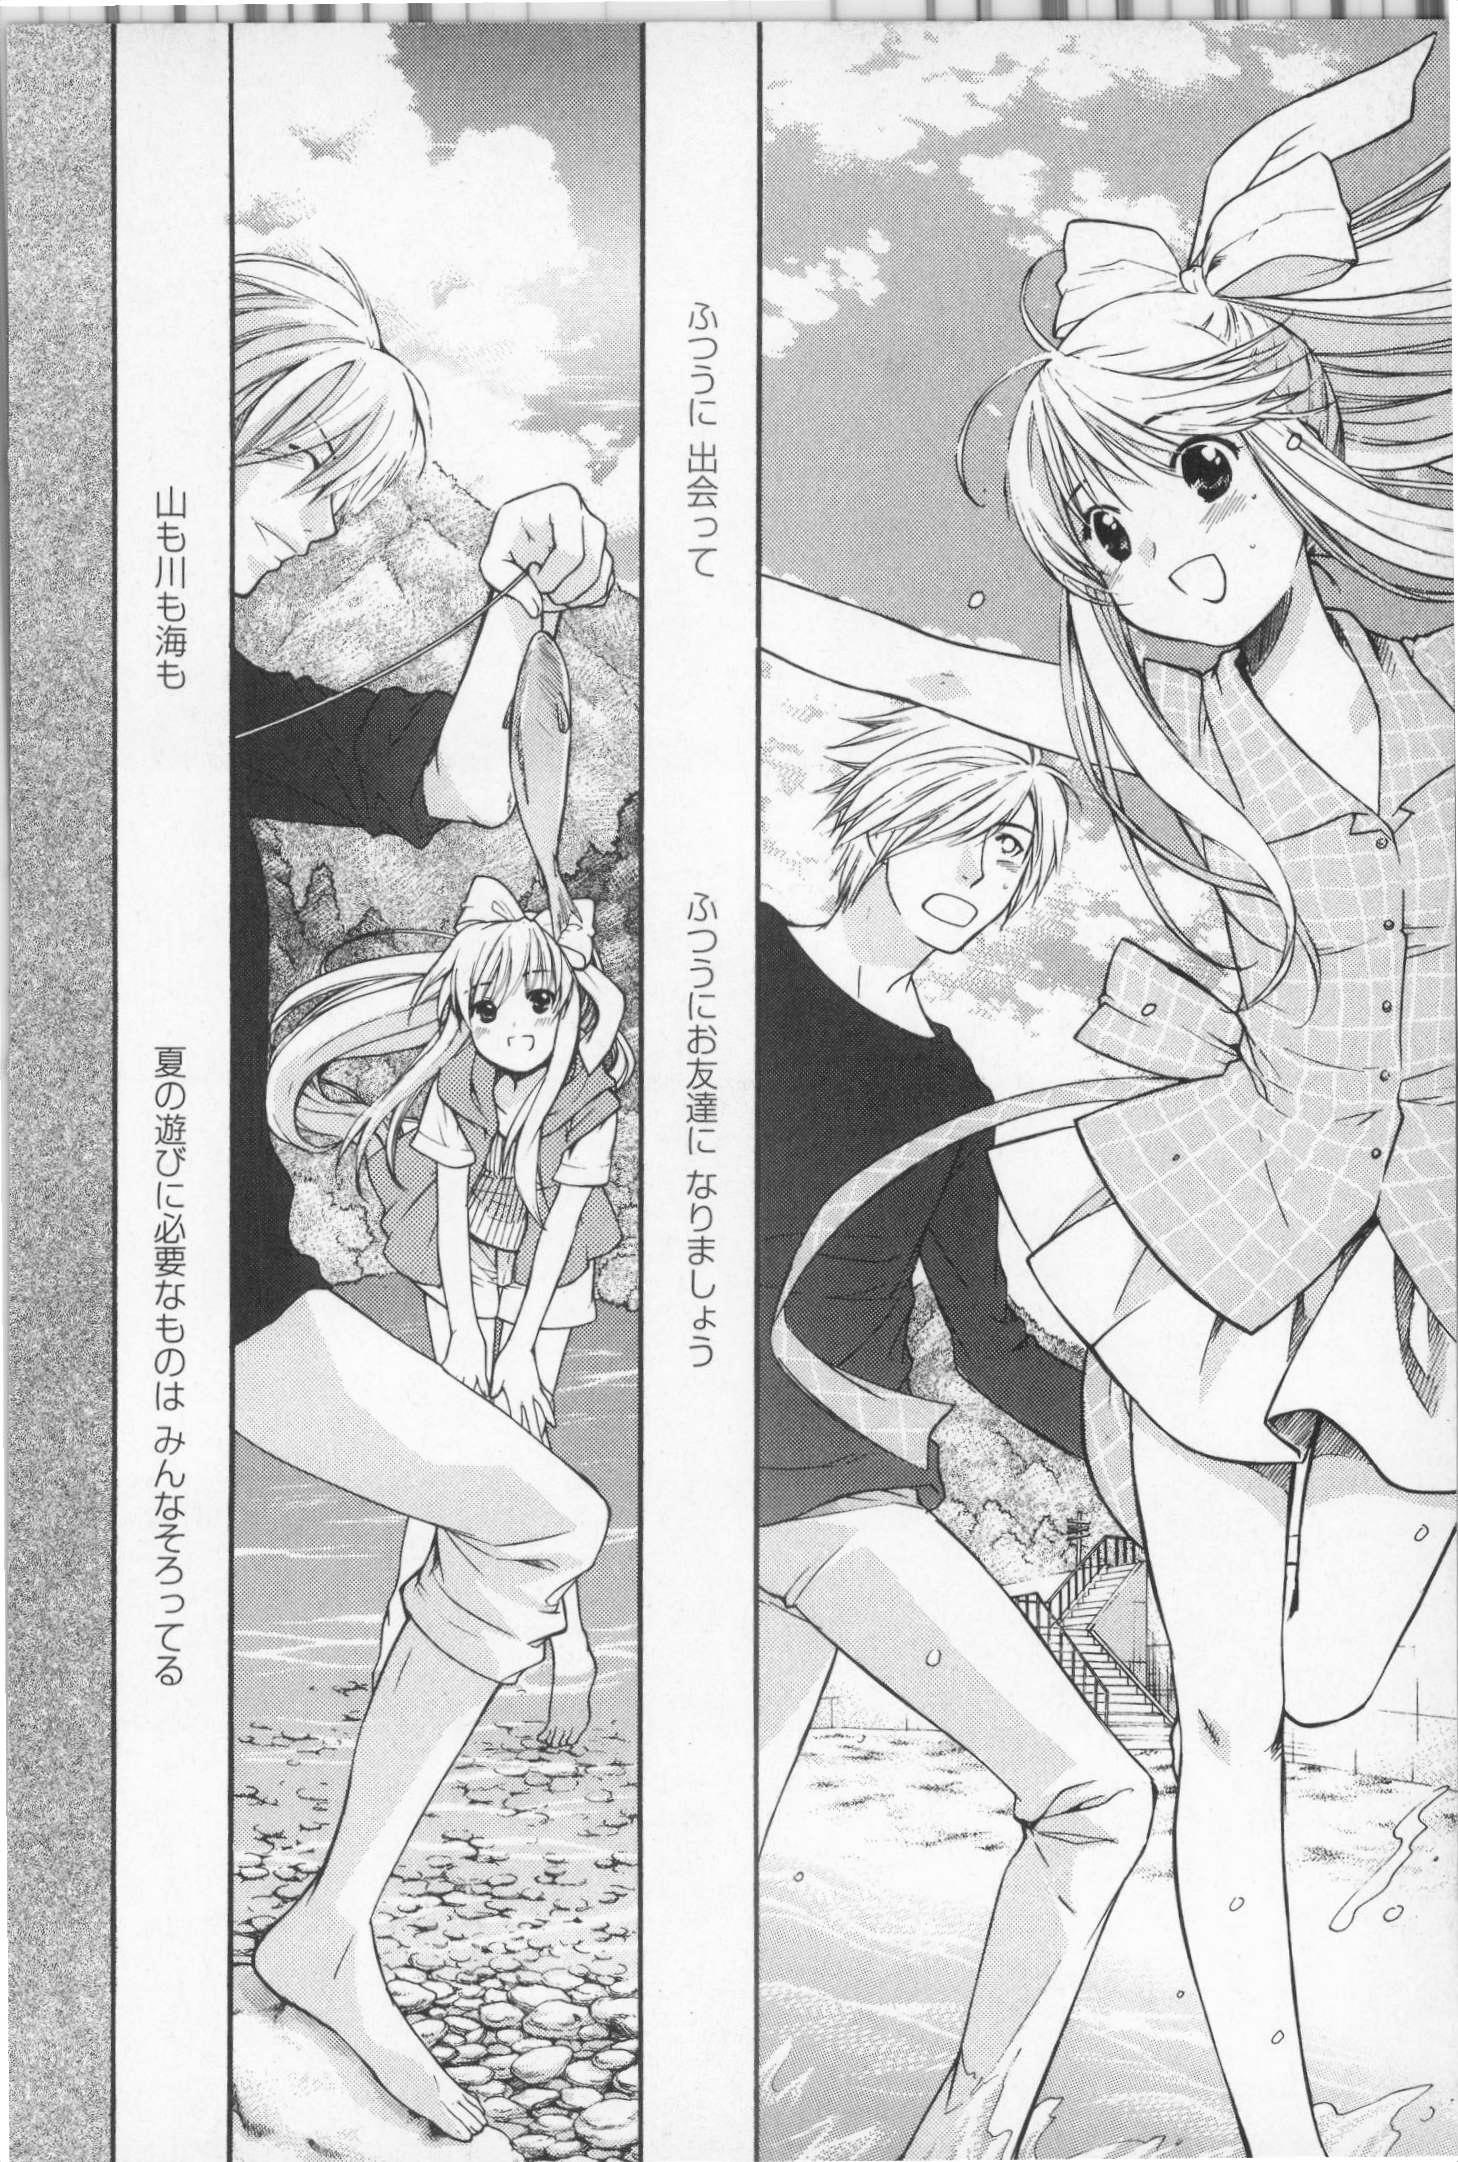 ふつうに 出会って
ふつうにお友達に なりましょう
山も川も海も
夏の遊びに必要なものは みんなそろってる